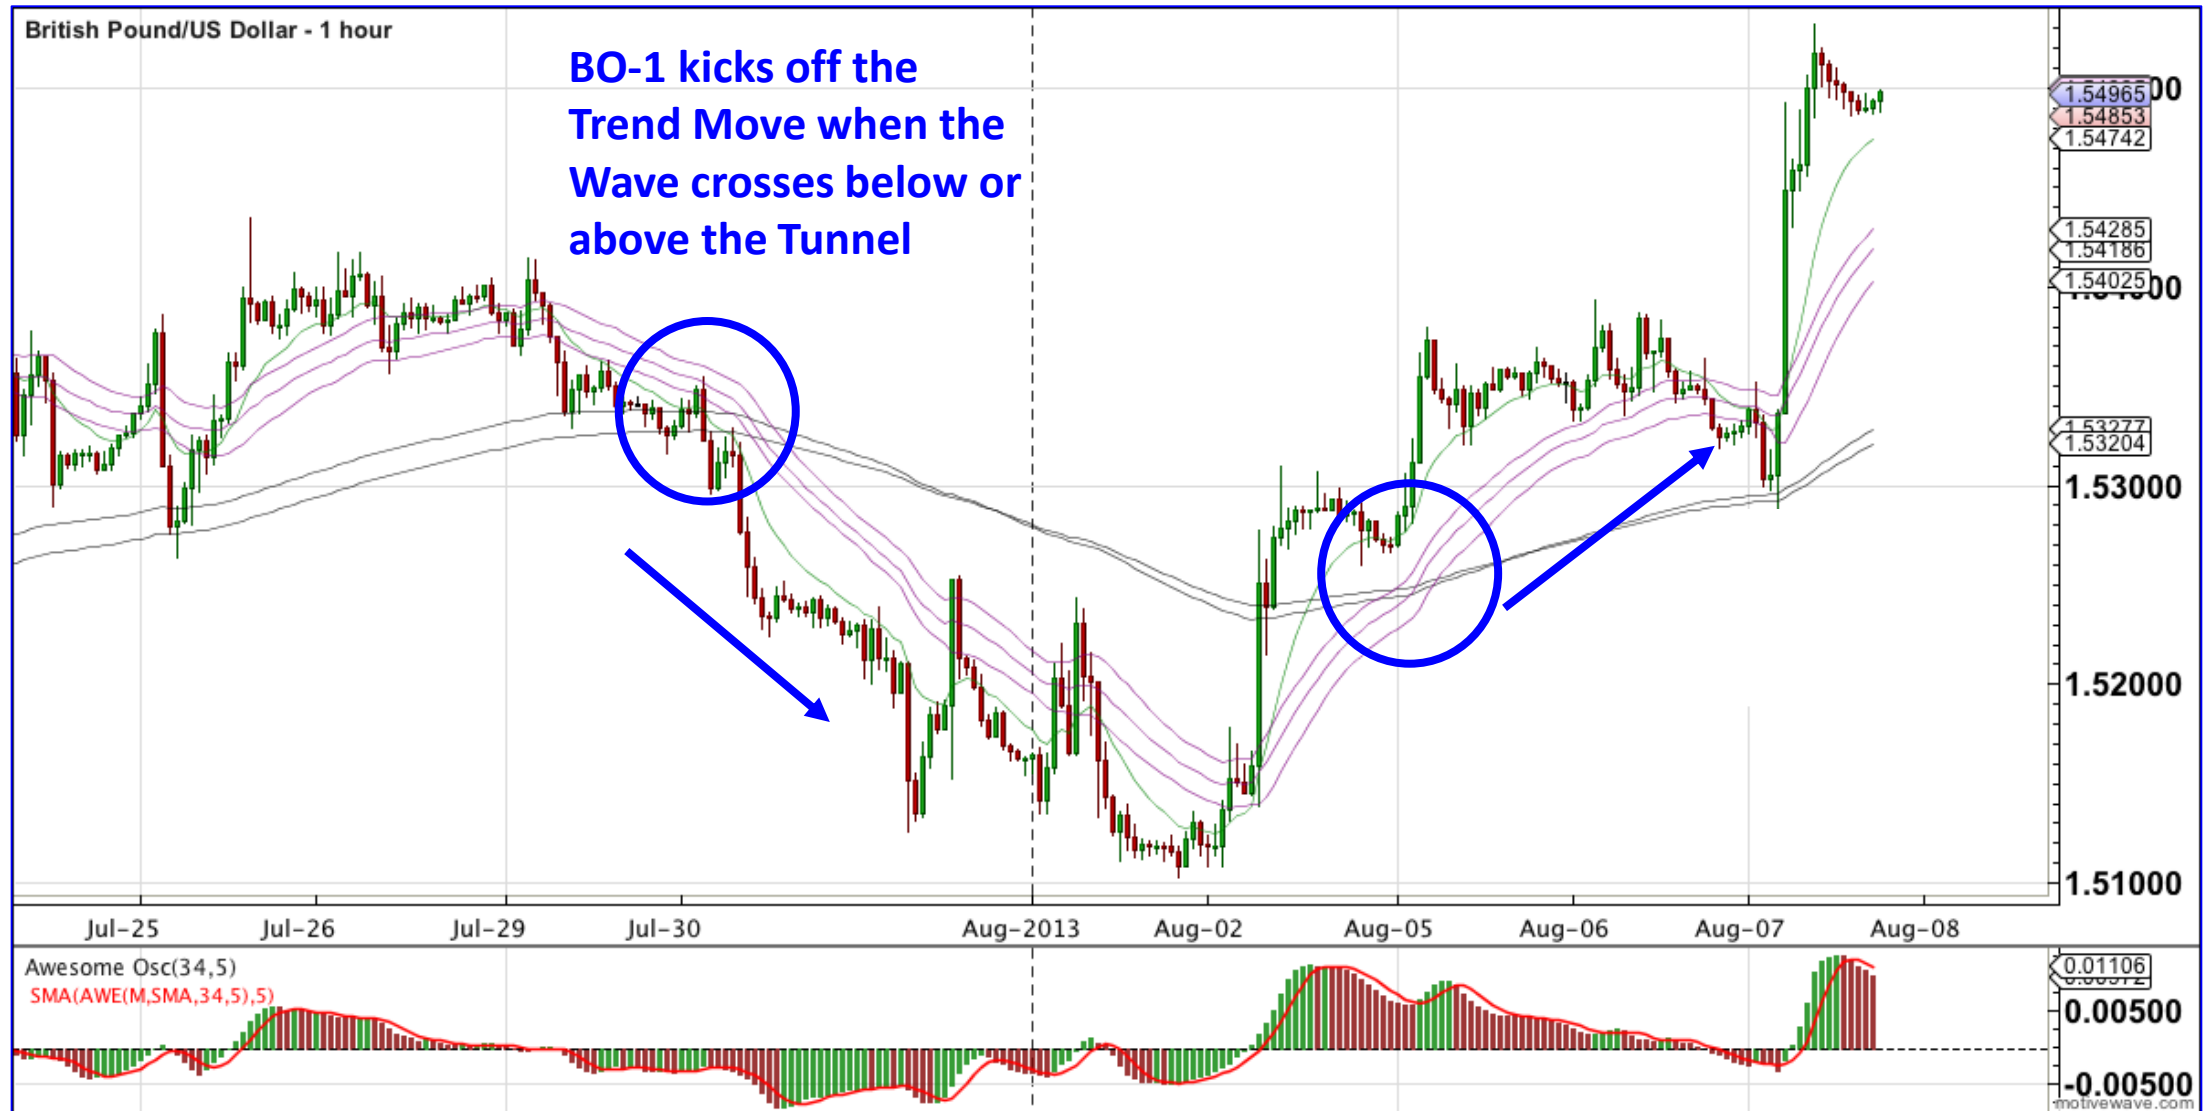 British Pound/US Dollar - 1 hour
BO-1 kicks off the
Trend Move when the
Wave crosses below or
above the Tunnel
1.54965
1.54853
1.54742
1.54285
1.54186
1.54025
1.53277
1.53204
1.53000
1.52000
1.51000
Jul-25 Jul-26 Jul-29 Jul-30 Aug-2013 Aug-02 Aug-05 Aug-06 Aug-07 Aug-08
Awesome Osc(34,5)
SMA(AWE(M,SMA,34,5),5)
0.01106
0.00500
-0.00500
motivewave.com